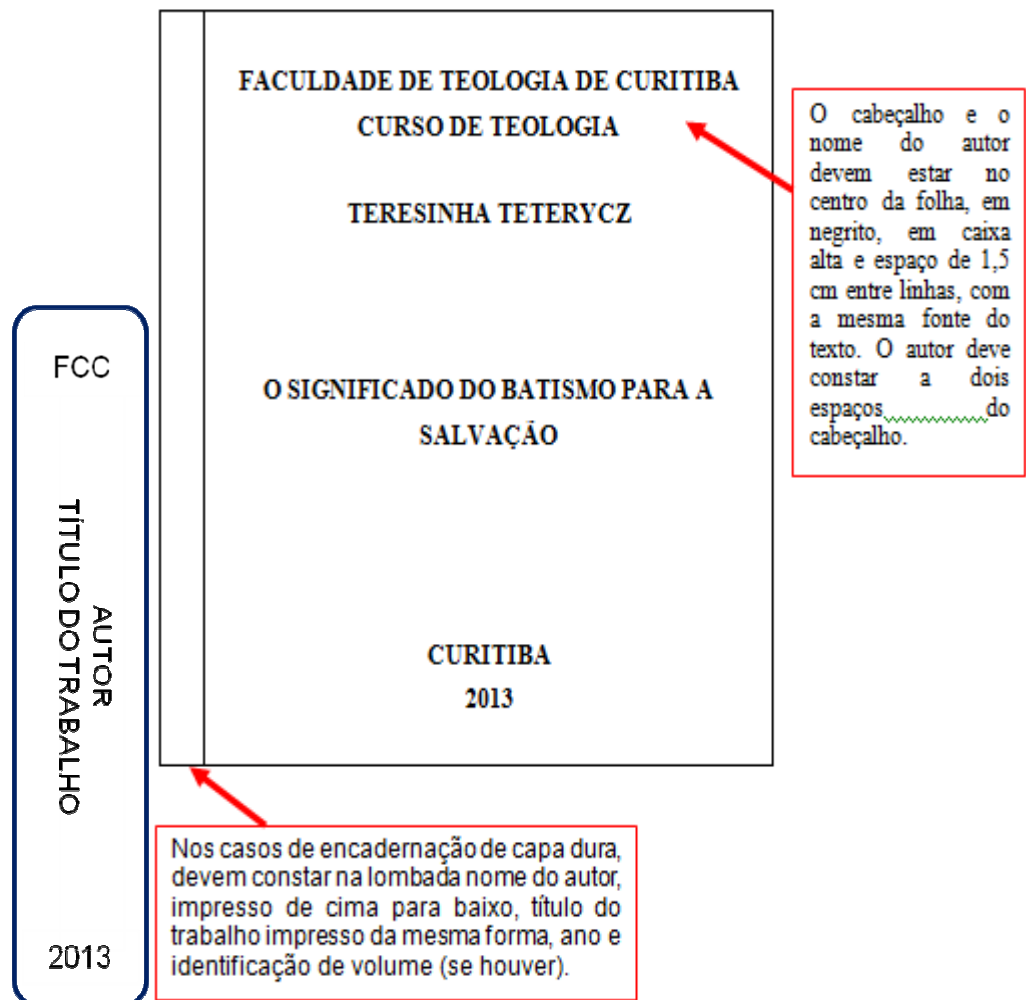 FACULDADE DE TEOLOGIA DE CURITIBA
CURSO DE TEOLOGIA
TERESINHA TETERYCZ
O SIGNIFICADO DO BATISMO PARA A
SALVAÇÃO
CURITIBA
2013
O cabeçalho e o
nome do autor
devem estar no
centro da folha, em
negrito, em caixa
alta e espaço de 1,5
cm entre linhas, com
a mesma fonte do
texto. O autor deve
constar a dois
espaços do
cabeçalho.
FCC
AUTOR
TÍTULO DO TRABALHO
2013
Nos casos de encadernação de capa dura,
devem constar na lombada nome do autor,
impresso de cima para baixo, título do
trabalho impresso da mesma forma, ano e
identificação de volume (se houver).